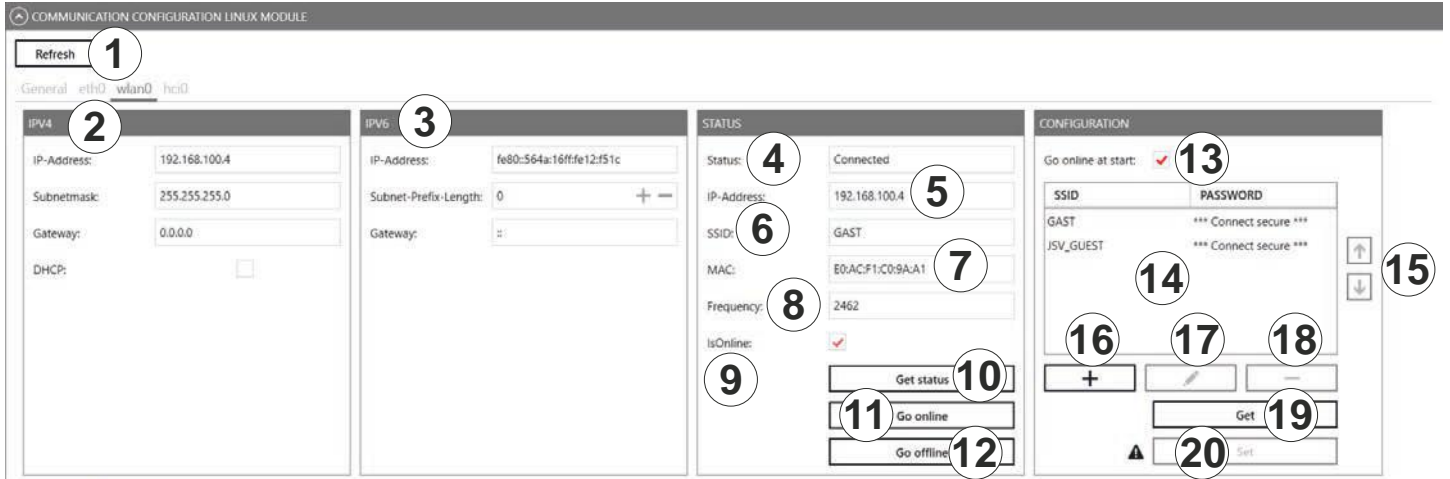 COMMUNICATION CONFIGURATION LINUX MODULE
Refresh 1
General eth0 wlan0 hci0
IPV4 2
IP-Address: 192.168.100.4
Subnetmask: 255.255.255.0
Gateway: 0.0.0.0
DHCP:
IPV6 3
IP-Address: fe80::564a:16ff:fe12:f51c
Subnet-Prefix-Length: 0 + −
Gateway: ::
STATUS
Status: 4 Connected
IP-Address: 192.168.100.4 5
SSID: 6 GAST
MAC: E0:AC:F1:C0:9A:A1 7
Frequency: 8 2462
IsOnline:
9
Get status 10
11 Go online
Go offline 12
CONFIGURATION
Go online at start: 13
SSID PASSWORD
GAST *** Connect secure ***
JSV_GUEST *** Connect secure ***
14
15
16 17 18
+ −
Get 19
20 Set